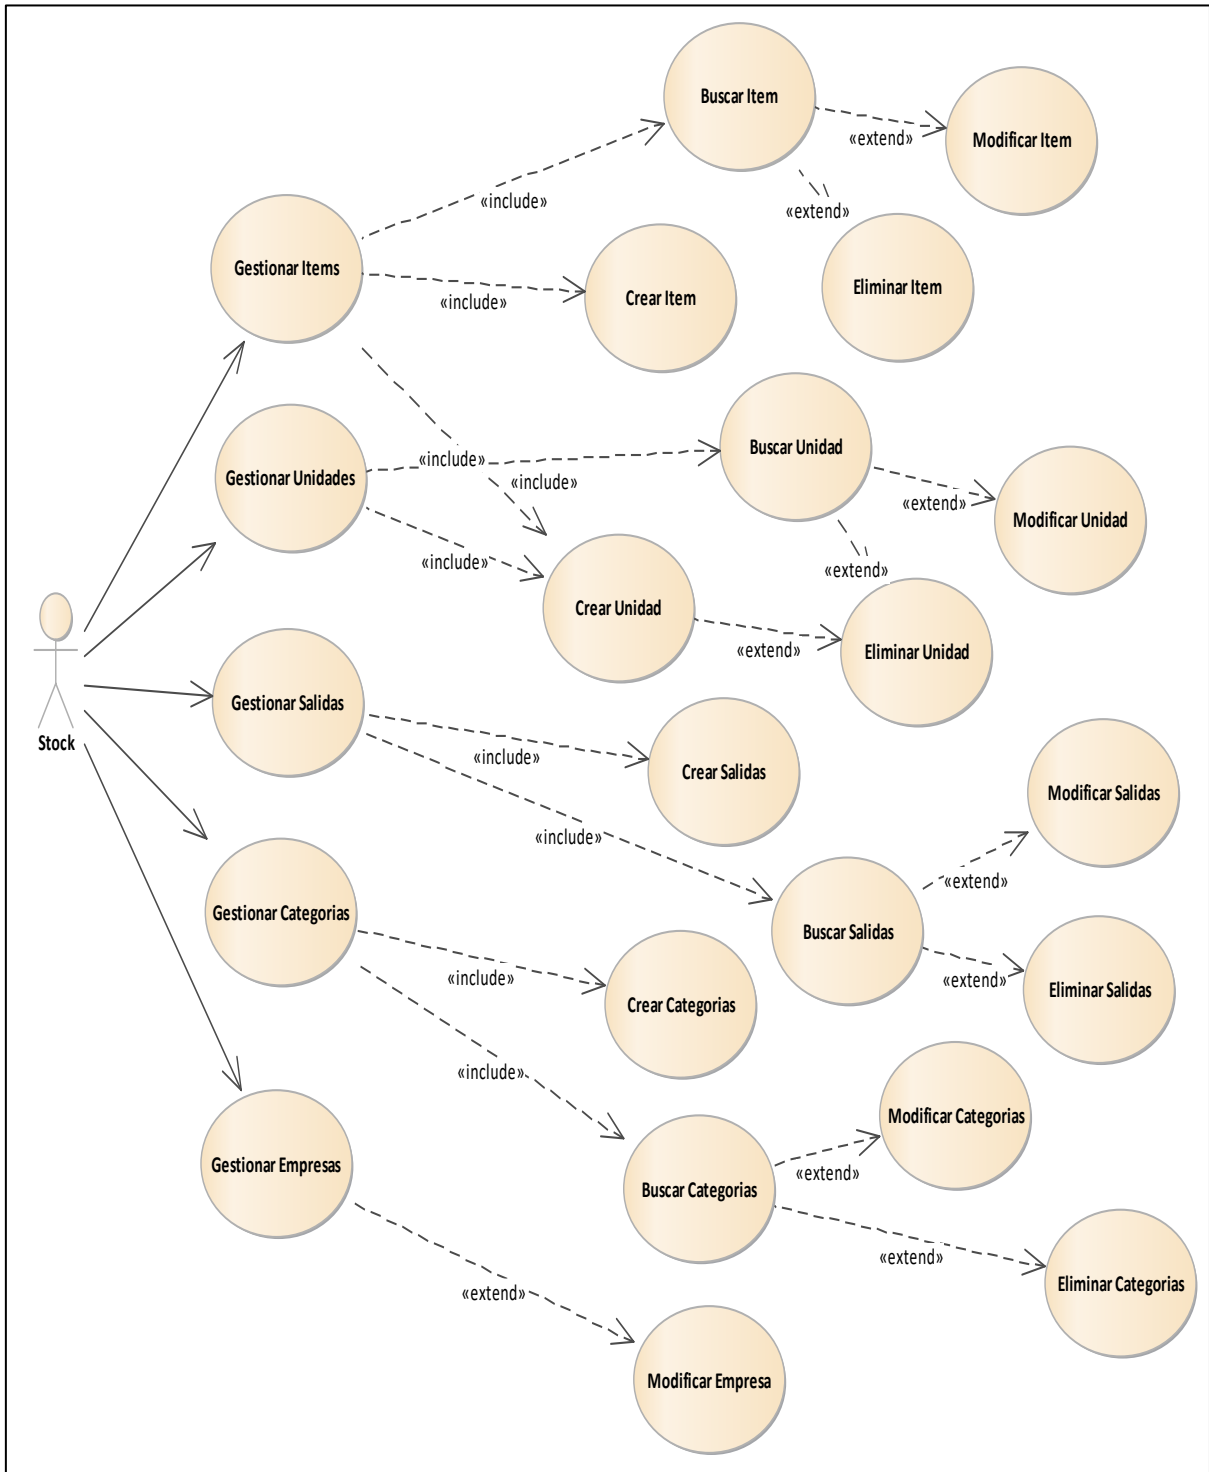 Buscar Item
«extend»
Modificar Item
«include»
«extend»
Gestionar Items
Crear Item
«include»
Eliminar Item
«include»
«include»
Buscar Unidad
Gestionar Unidades
«extend»
Modificar Unidad
«include»
«extend»
Crear Unidad
«extend»
Eliminar Unidad
Gestionar Salidas
Stock
«include»
Crear Salidas
Modificar Salidas
«include»
«extend»
Gestionar Categorias
Buscar Salidas
«include»
«extend»
Eliminar Salidas
Crear Categorias
«include»
Modificar Categorias
Gestionar Empresas
«extend»
Buscar Categorias
«extend»
Eliminar Categorias
«extend»
Modificar Empresa